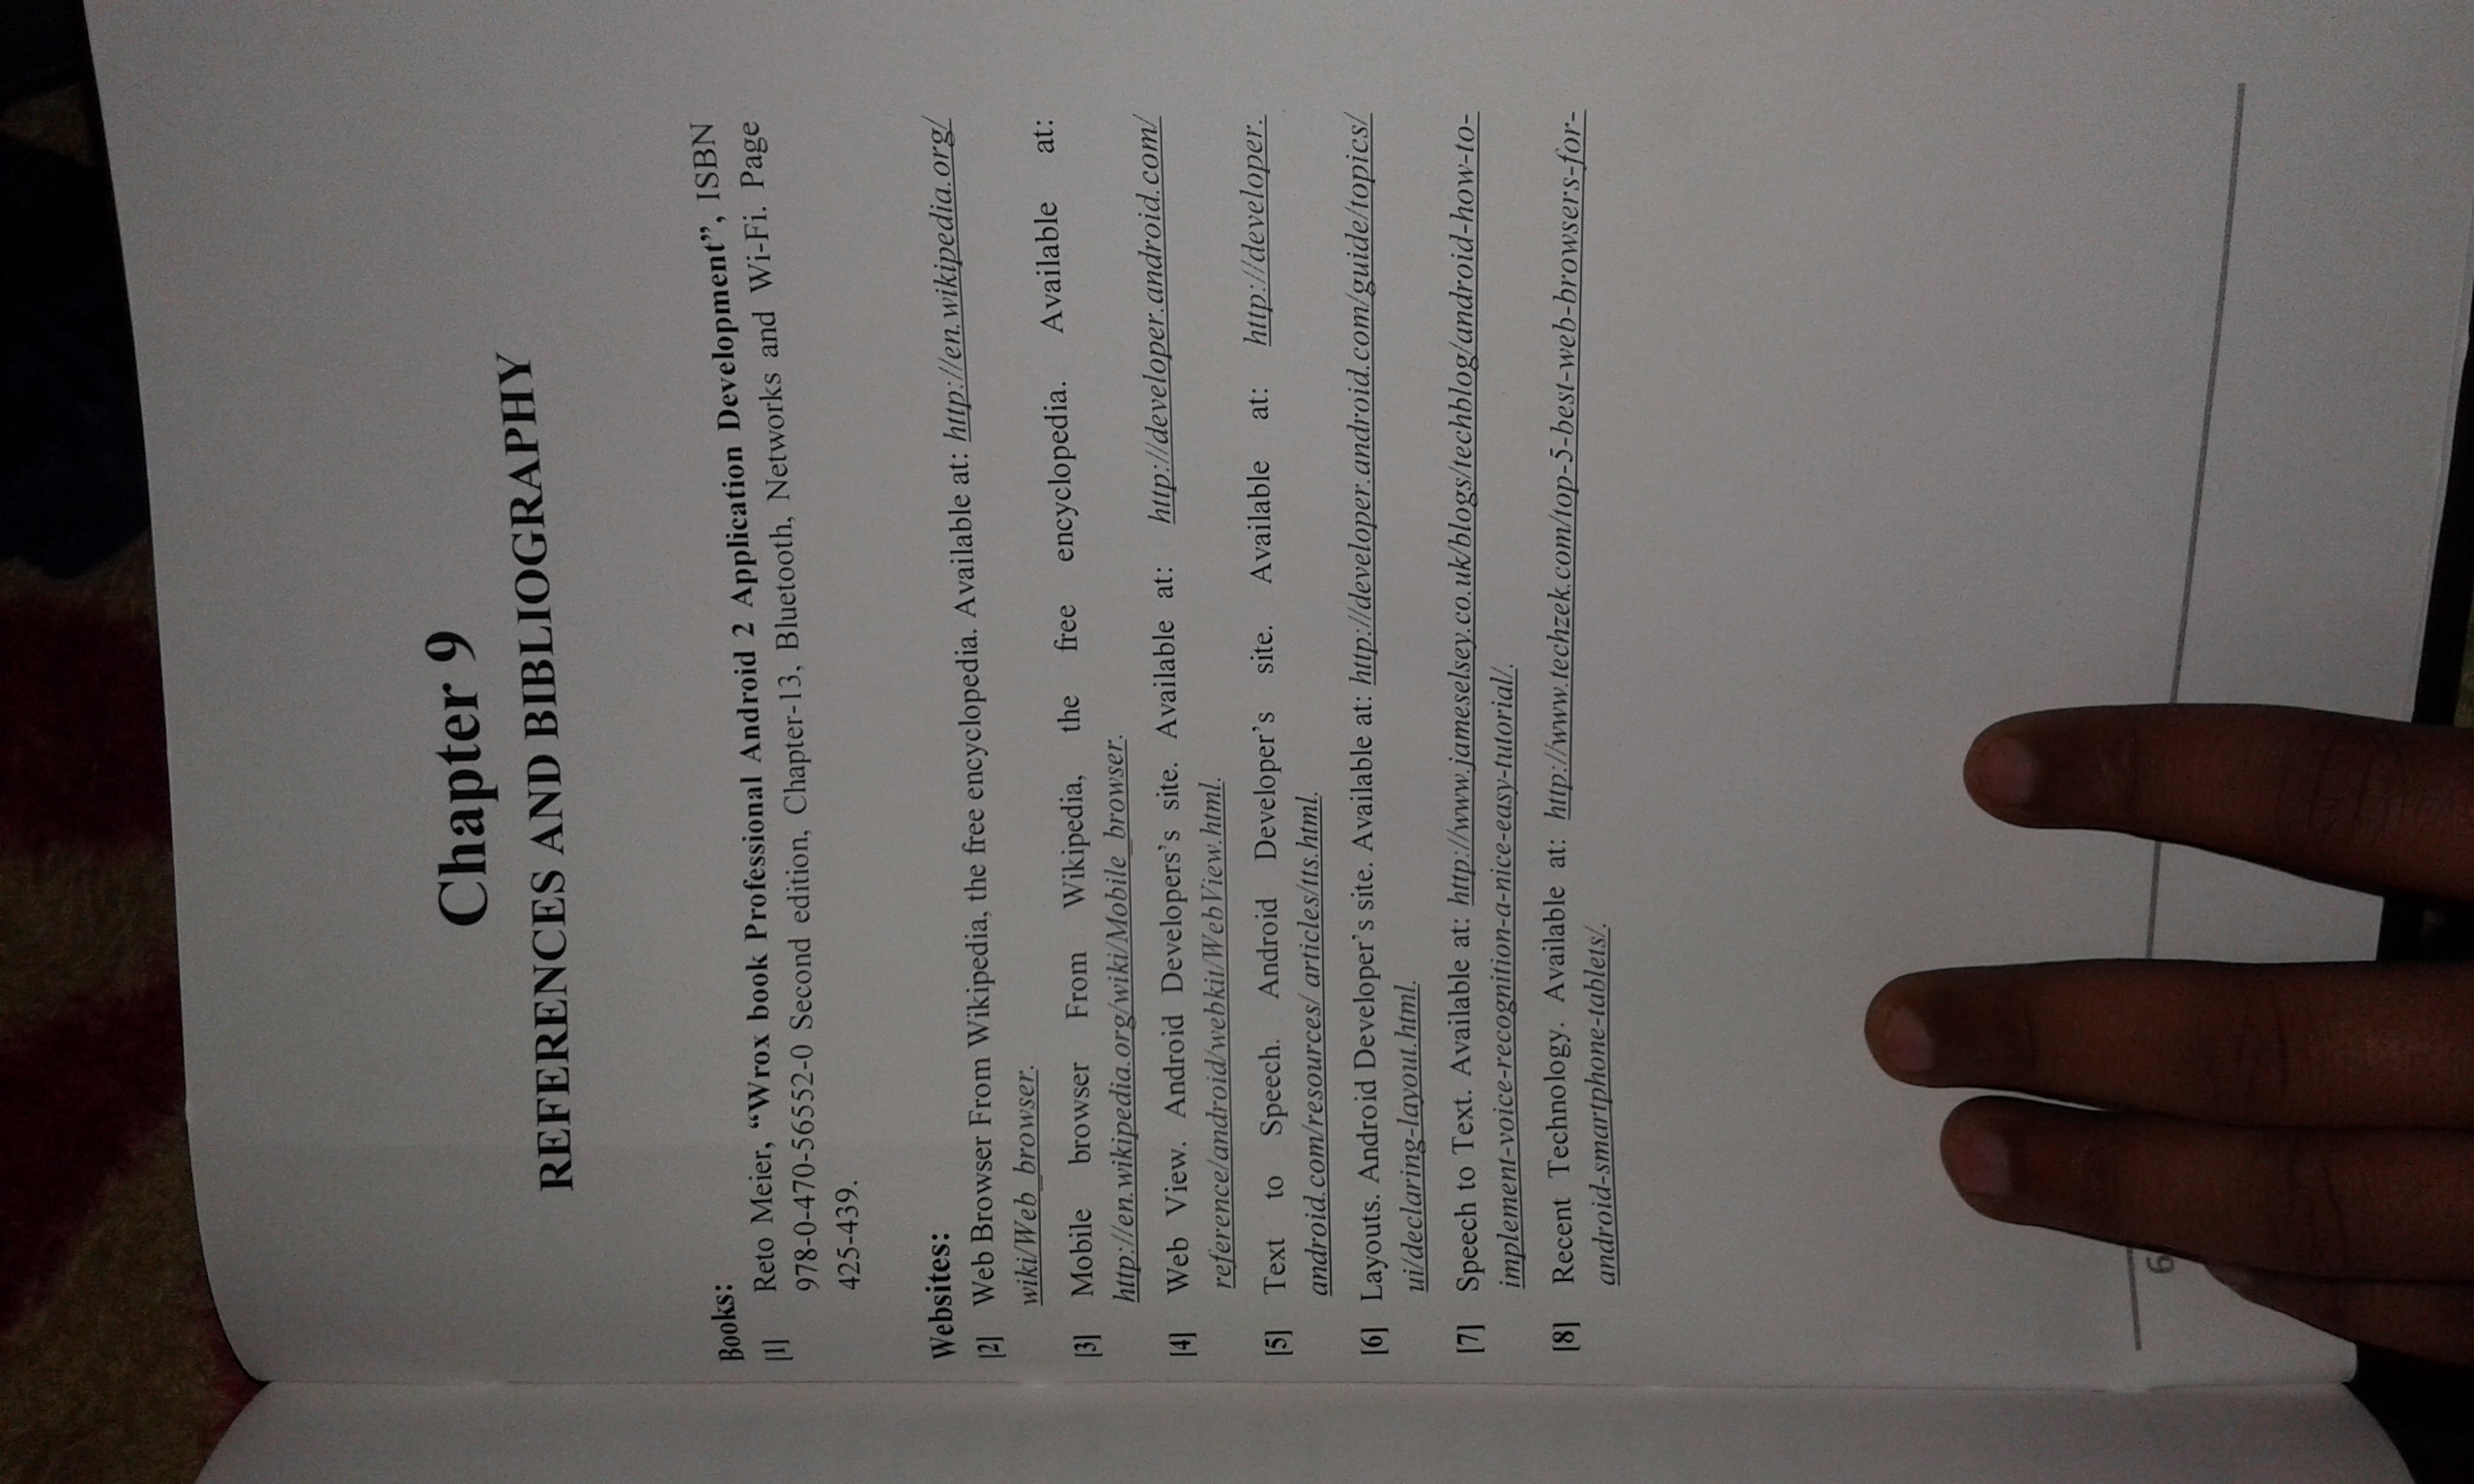 Chapter 9
REFERENCES AND BIBLIOGRAPHY
Books:
[1] Reto Meier, “Wrox book Professional Android 2 Application Development”, ISBN
978-0-470-56552-0 Second edition, Chapter-13, Bluetooth, Networks and Wi-Fi. Page
425-439.
Websites:
[2] Web Browser From Wikipedia, the free encyclopedia. Available at: http://en.wikipedia.org/
wiki/Web_browser.
[3] Mobile browser From Wikipedia, the free encyclopedia. Available at:
http://en.wikipedia.org/wiki/Mobile_browser.
[4] Web View. Android Developers’s site. Available at: http://developer.android.com/
reference/android/webkit/WebView.html.
[5] Text to Speech. Android Developer’s site. Available at: http://developer.
android.com/resources/ articles/tts.html.
[6] Layouts. Android Developer’s site. Available at: http://developer.android.com/guide/topics/
ui/declaring-layout.html.
[7] Speech to Text. Available at: http://www.jameselsey.co.uk/blogs/techblog/android-how-to-
implement-voice-recognition-a-nice-easy-tutorial/.
[8] Recent Technology. Available at: http://www.techzek.com/top-5-best-web-browsers-for-
android-smartphone-tablets/.
6